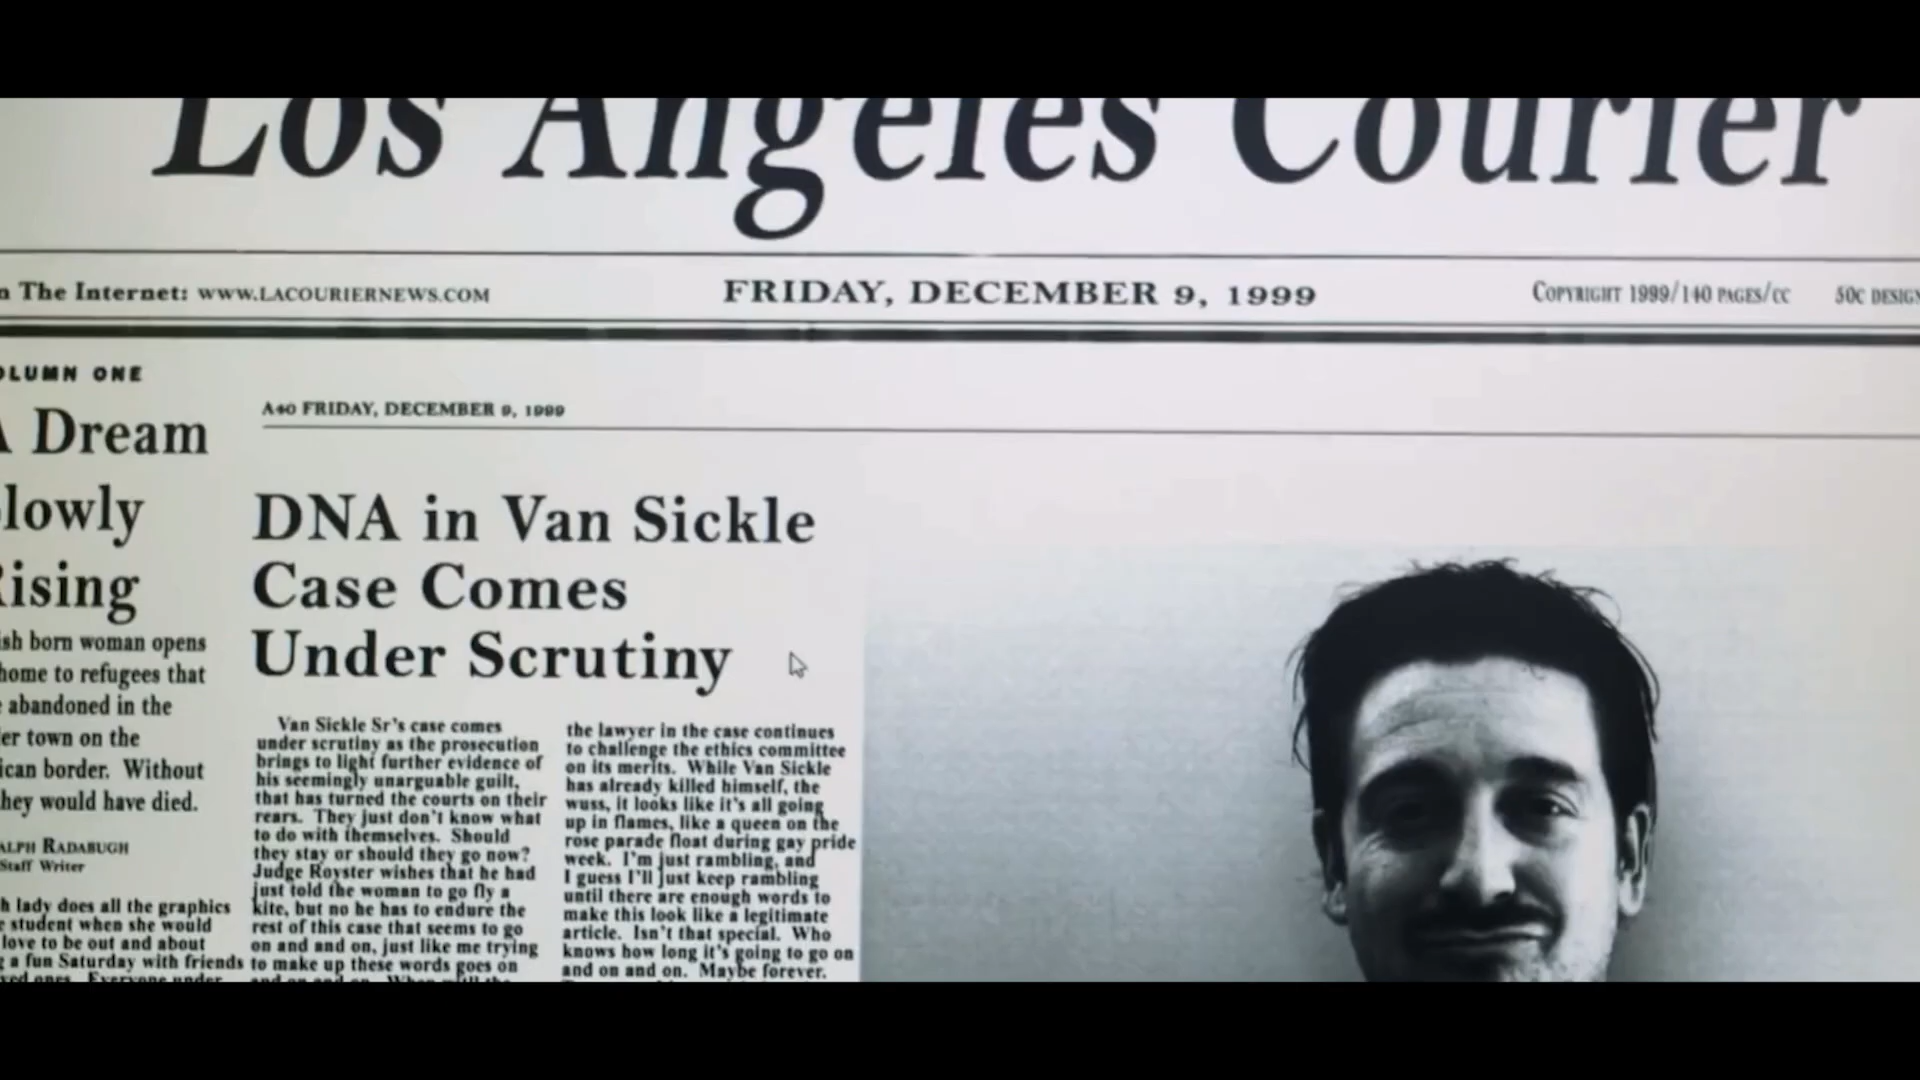 Los Angeles Courier
The Internet: WWW.LACOURIERNEWS.COM
FRIDAY, DECEMBER 9, 1999
COPYRIGHT 1999/140 PAGES/CC
50C DESIGN
LUMN ONE
A Dream
lowly
ising
ish born woman opens
home to refugees that
abandoned in the
er town on the
ican border. Without
hey would have died.
ALPH RADABUGH
Staff Writer
h lady does all the graphics
student when she would
love to be out and about
a fun Saturday with friends
A40 FRIDAY, DECEMBER 9, 1999
DNA in Van Sickle
Case Comes
Under Scrutiny
Van Sickle Sr's case comes
under scrutiny as the prosecution
brings to light further evidence of
his seemingly unarguable guilt,
that has turned the courts on their
rears. They just don't know what
to do with themselves. Should
they stay or should they go now?
Judge Royster wishes that he had
just told the woman to go fly a
kite, but no he has to endure the
rest of this case that seems to go
on and and on, just like me trying
to make up these words goes on
the lawyer in the case continues
to challenge the ethics committee
on its merits. While Van Sickle
has already killed himself, the
wuss, it looks like it's all going
up in flames, like a queen on the
rose parade float during gay pride
week. I'm just rambling, and
I guess I'll just keep rambling
until there are enough words to
make this look like a legitimate
article. Isn't that special. Who
knows how long it's going to go on
and on and on. Maybe forever.